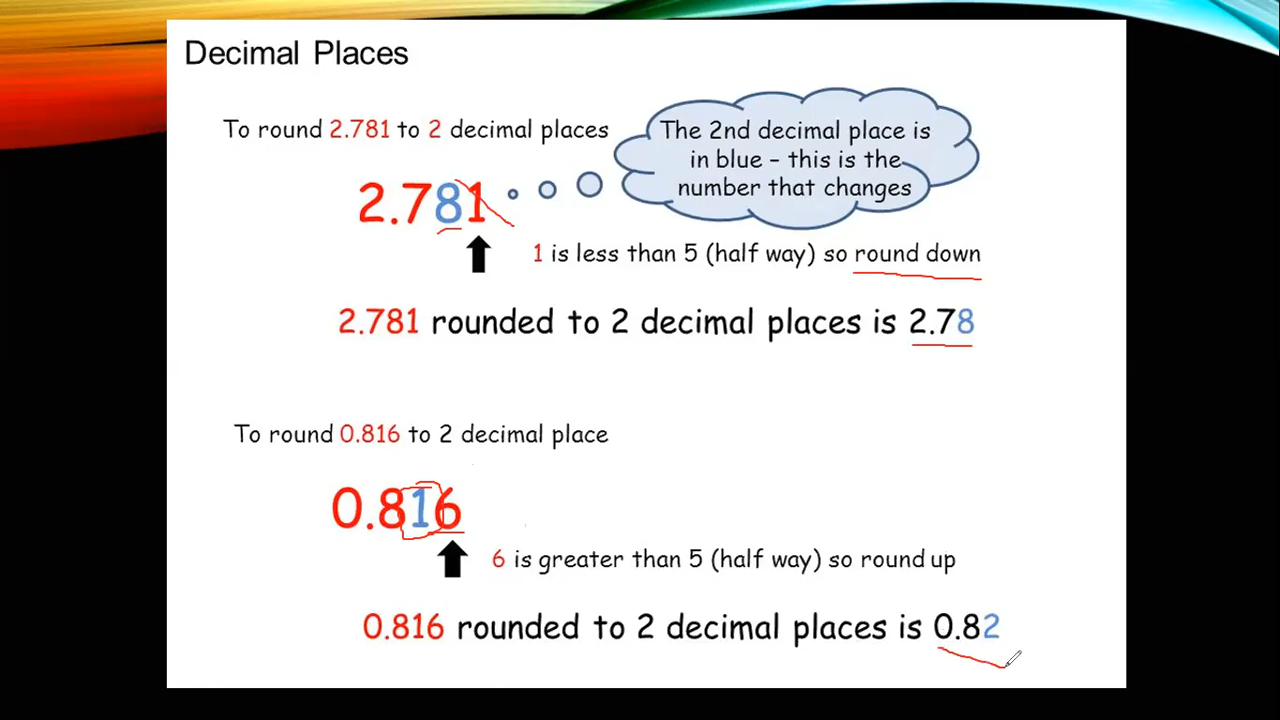 Decimal Places
To round 2.781 to 2 decimal places
The 2nd decimal place is
in blue – this is the
number that changes
2.781
1 is less than 5 (half way) so round down
2.781 rounded to 2 decimal places is 2.78
To round 0.816 to 2 decimal place
0.816
6 is greater than 5 (half way) so round up
0.816 rounded to 2 decimal places is 0.82